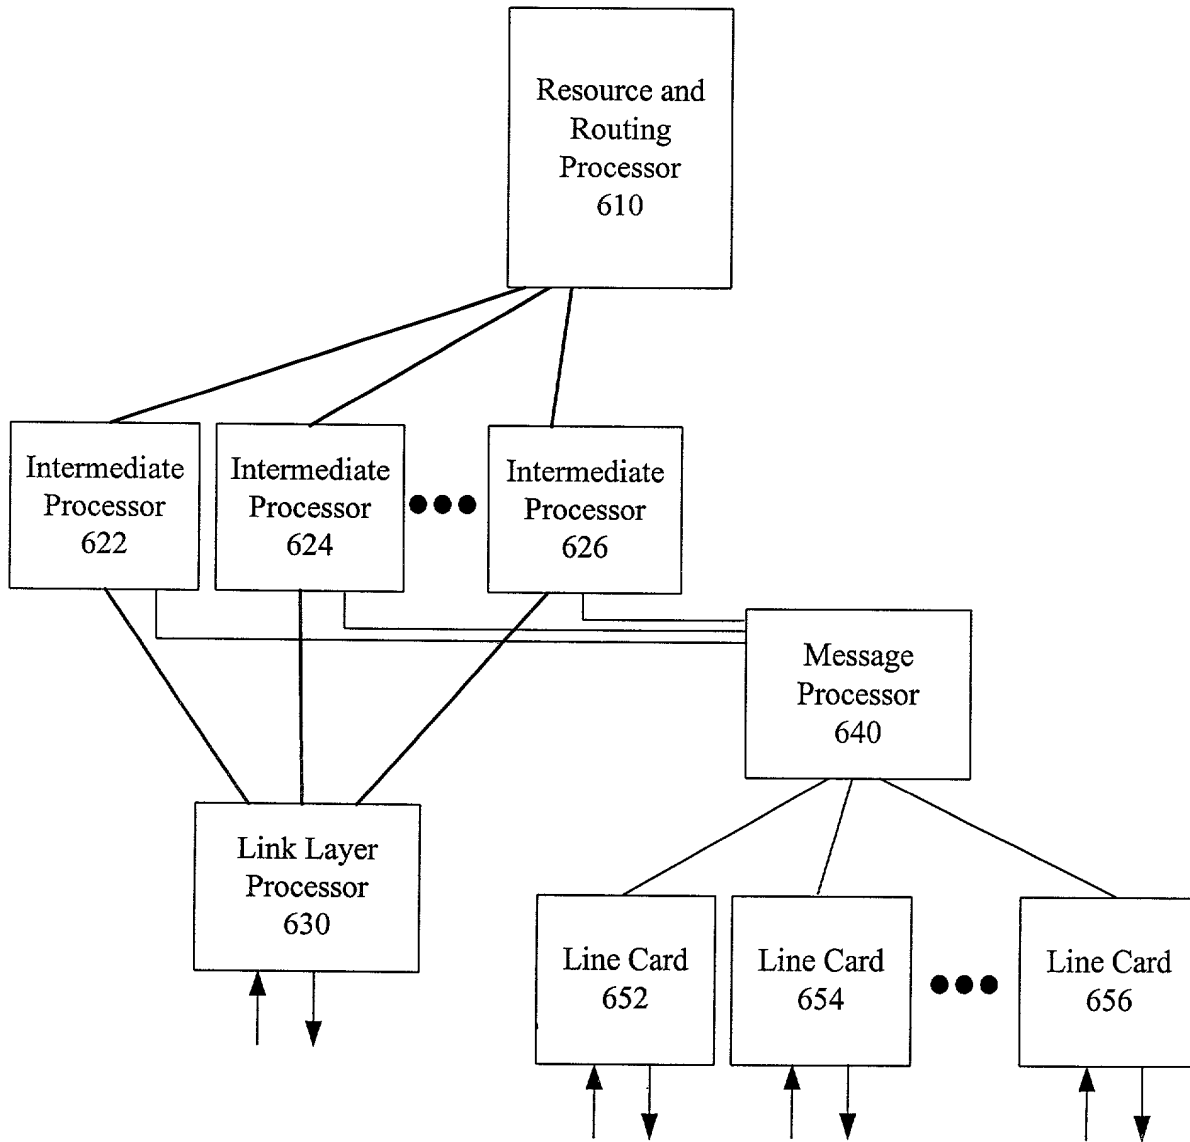 Resource and
Routing
Processor
610
Intermediate
Processor
622
Intermediate
Processor
624
Intermediate
Processor
626
Message
Processor
640
Link Layer
Processor
630
Line Card
652
Line Card
654
Line Card
656